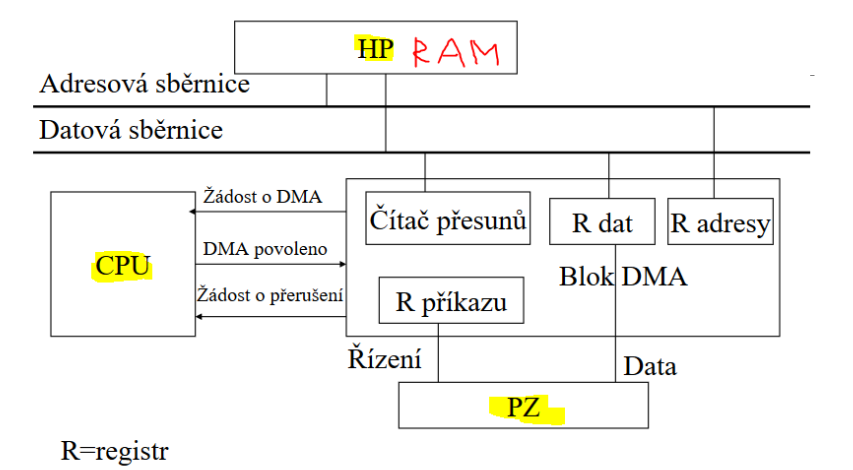 HP RAM
Adresová sběrnice
Datová sběrnice
Žádost o DMA
DMA povoleno
Žádost o přerušení
CPU
Čítač přesunů
R dat
R adresy
Blok DMA
R příkazu
Řízení
Data
PZ
R=registr